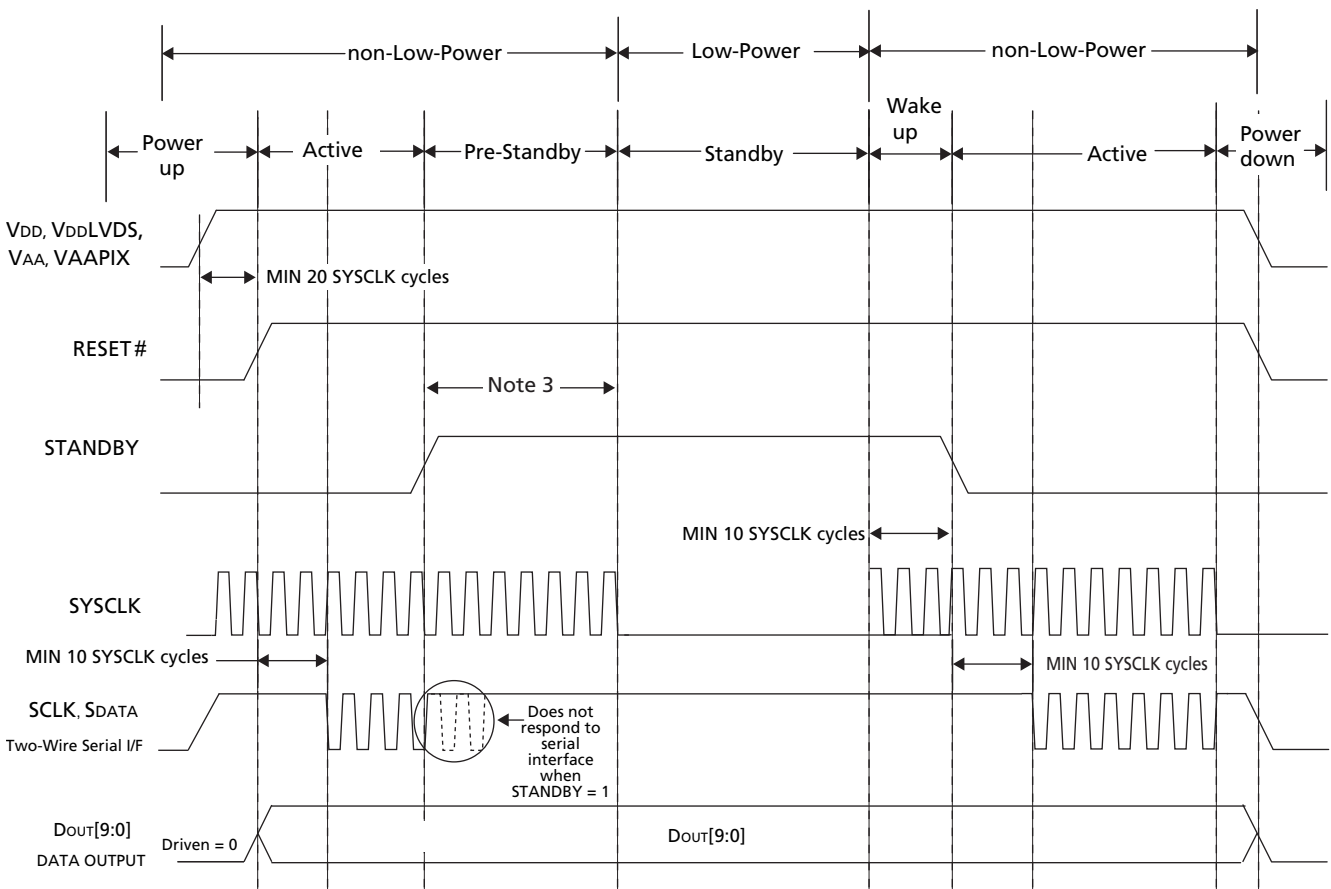 non-Low-Power
Low-Power
non-Low-Power
Power
up
Active
Pre-Standby
Standby
Wake
up
Active
Power
down
VDD, VDDLVDS,
VAA, VAAPIX
MIN 20 SYSCLK cycles
RESET#
Note 3
STANDBY
MIN 10 SYSCLK cycles
SYSCLK
MIN 10 SYSCLK cycles
MIN 10 SYSCLK cycles
SCLK, SDATA
Two-Wire Serial I/F
Does not
respond to
serial
interface
when
STANDBY = 1
DOUT[9:0]
DATA OUTPUT
Driven = 0
DOUT[9:0]